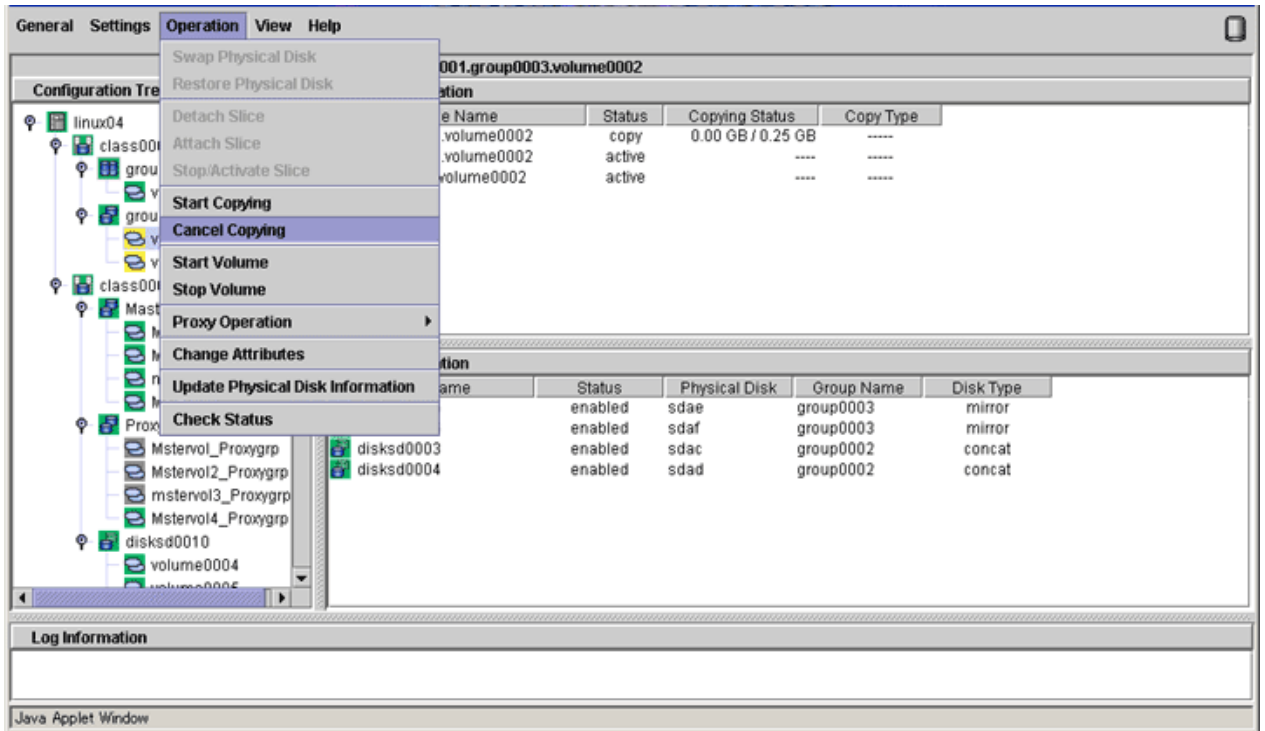 General Settings Operation View Help
Swap Physical Disk
001.group0003.volume0002
Restore Physical Disk
Configuration Tre
ation
Detach Slice
e Name Status Copying Status Copy Type
linux04
.volume0002 copy 0.00 GB / 0.25 GB -----
class00
Attach Slice
.volume0002 active ---- -----
grou
Stop/Activate Slice
volume0002 active ---- -----
v
Start Copying
grou
Cancel Copying
v
v
Start Volume
class00
Stop Volume
Mast
Proxy Operation
M
M
Change Attributes
ation
n
Update Physical Disk Information
ame Status Physical Disk Group Name Disk Type
M
enabled sdae group0003 mirror
Check Status
Prox
enabled sdaf group0003 mirror
Mstervol_Proxygrp
disksd0003 enabled sdac group0002 concat
Mstervol2_Proxygrp
disksd0004 enabled sdad group0002 concat
mstervol3_Proxygrp
Mstervol4_Proxygrp
disksd0010
volume0004
Log Information
Java Applet Window